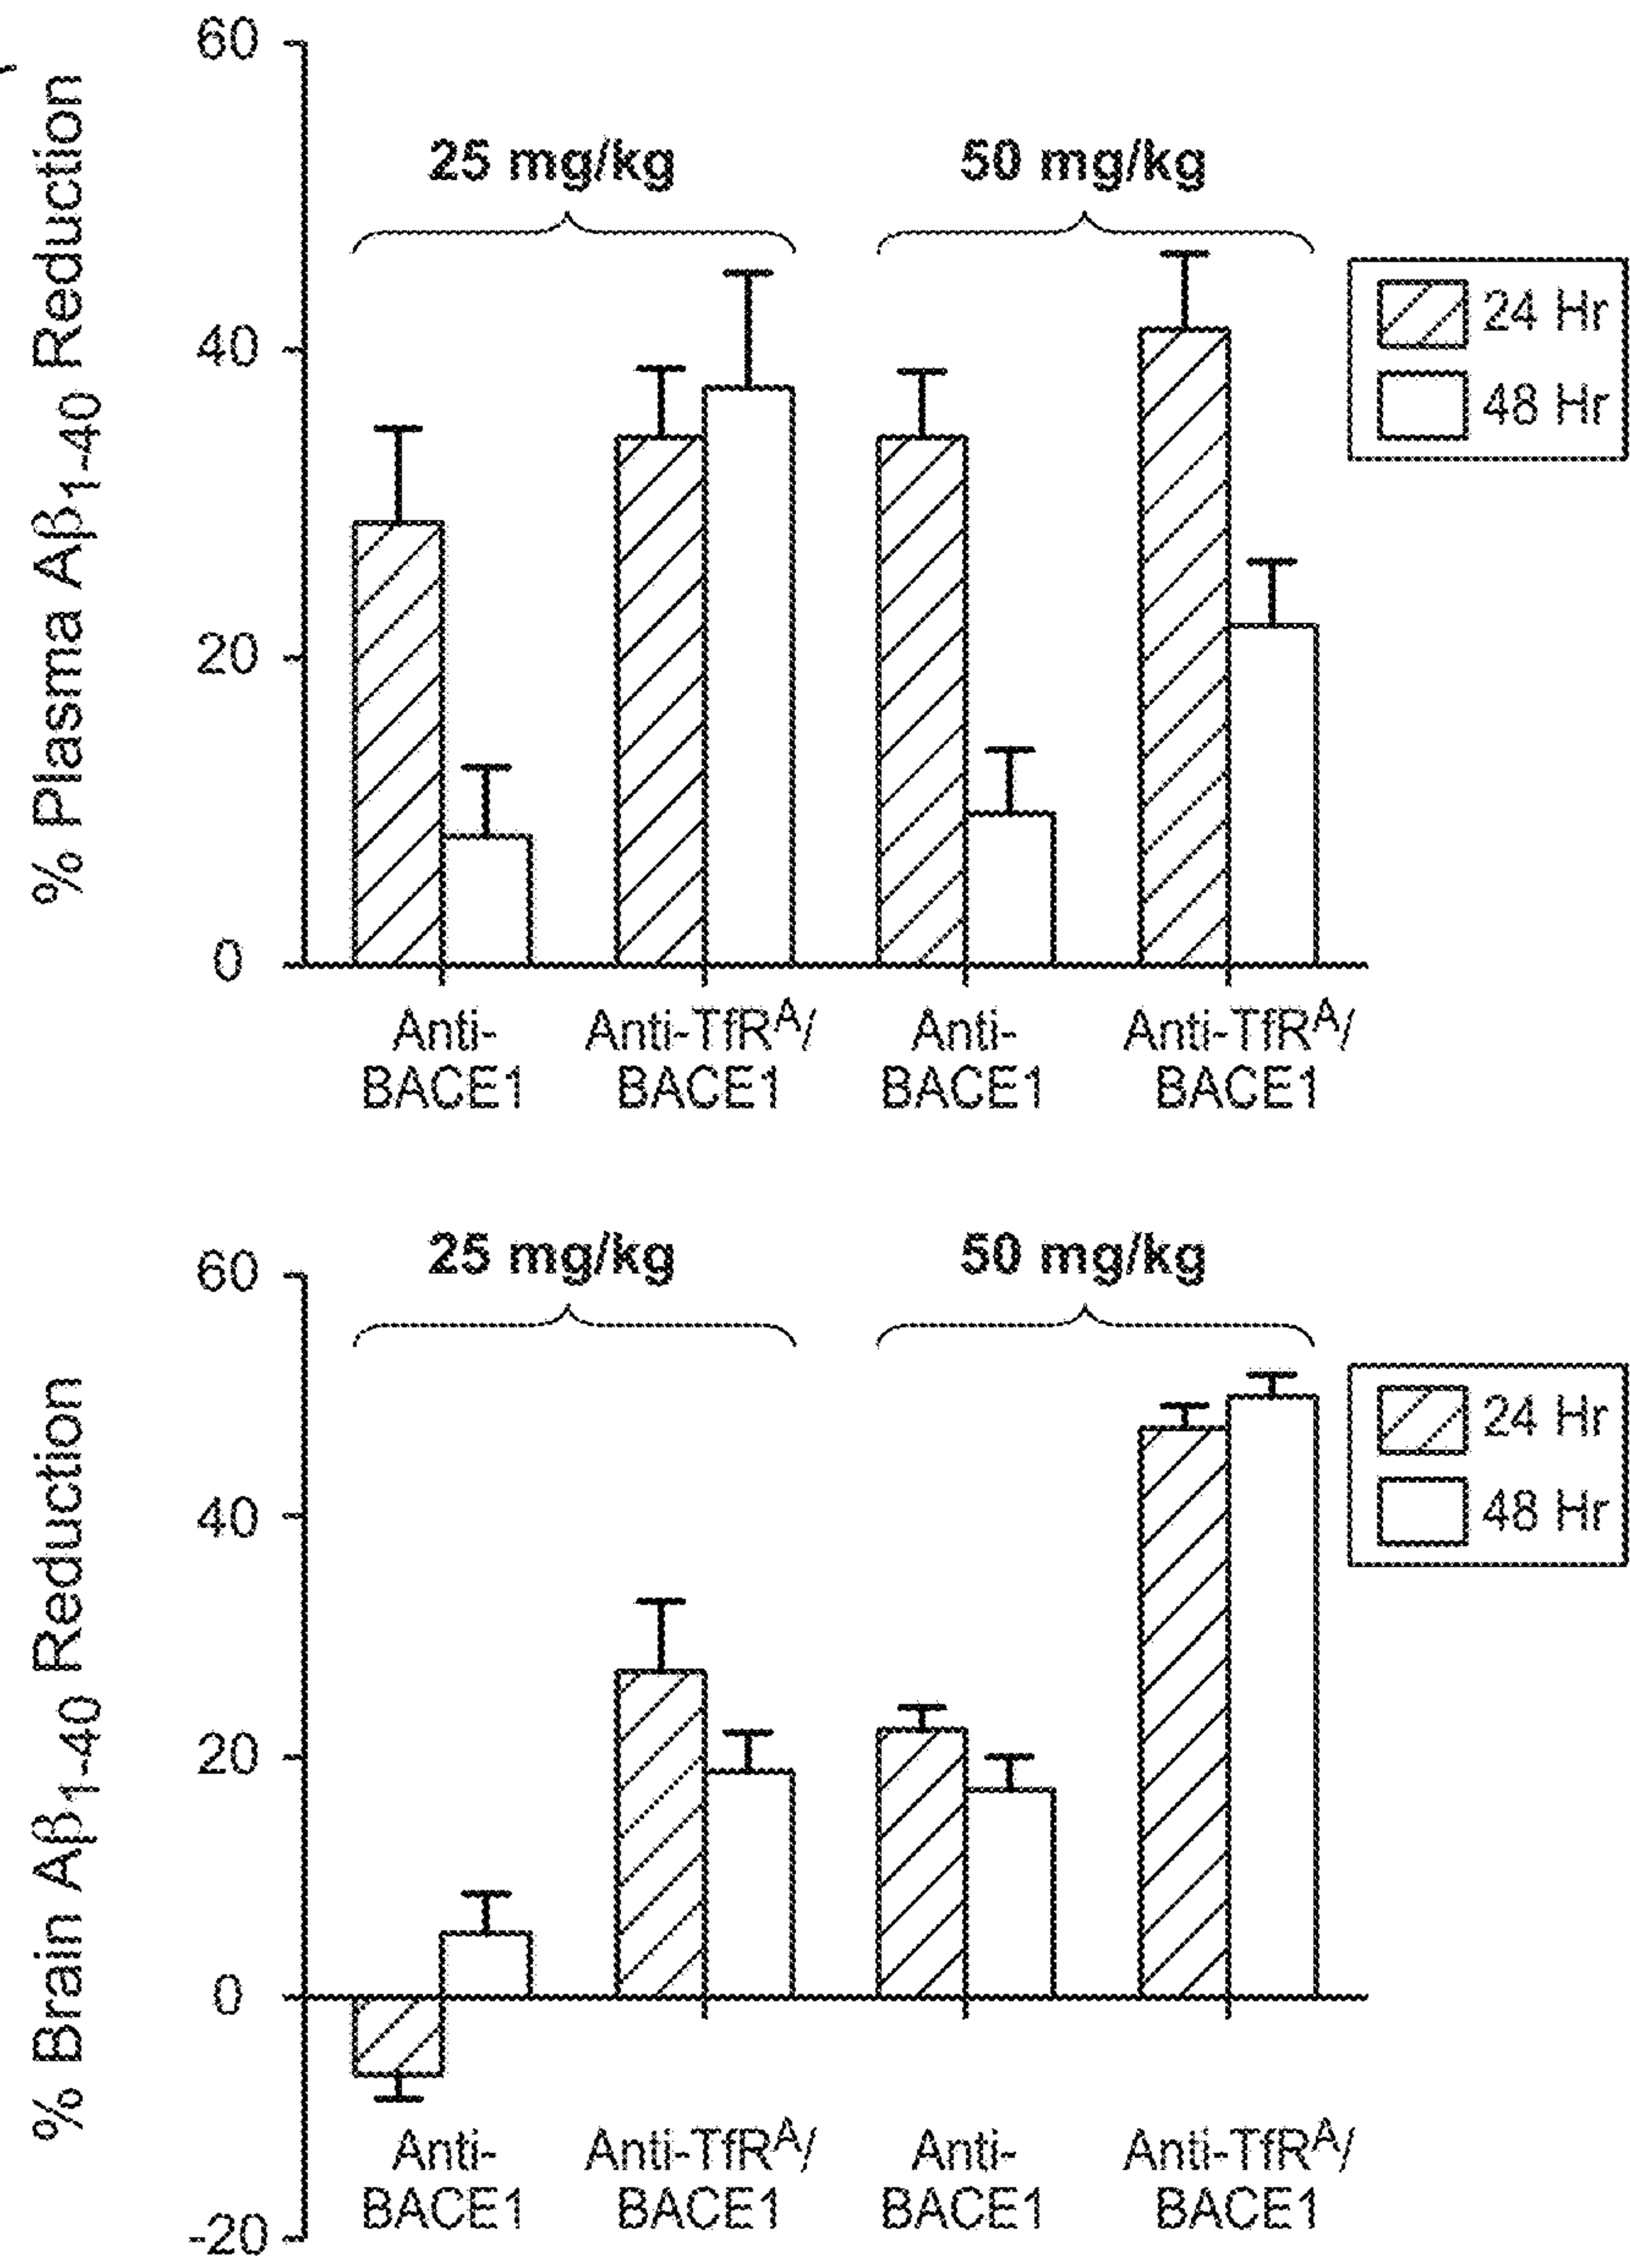 % Plasma Aβ1-40 Reduction
60
40
20
0
25 mg/kg
50 mg/kg
24 Hr
48 Hr
Anti-
BACE1
Anti-TfRA/
BACE1
Anti-
BACE1
Anti-TfRA/
BACE1
% Brain Aβ1-40 Reduction
60
40
20
0
-20
25 mg/kg
50 mg/kg
24 Hr
48 Hr
Anti-
BACE1
Anti-TfRA/
BACE1
Anti-
BACE1
Anti-TfRA/
BACE1